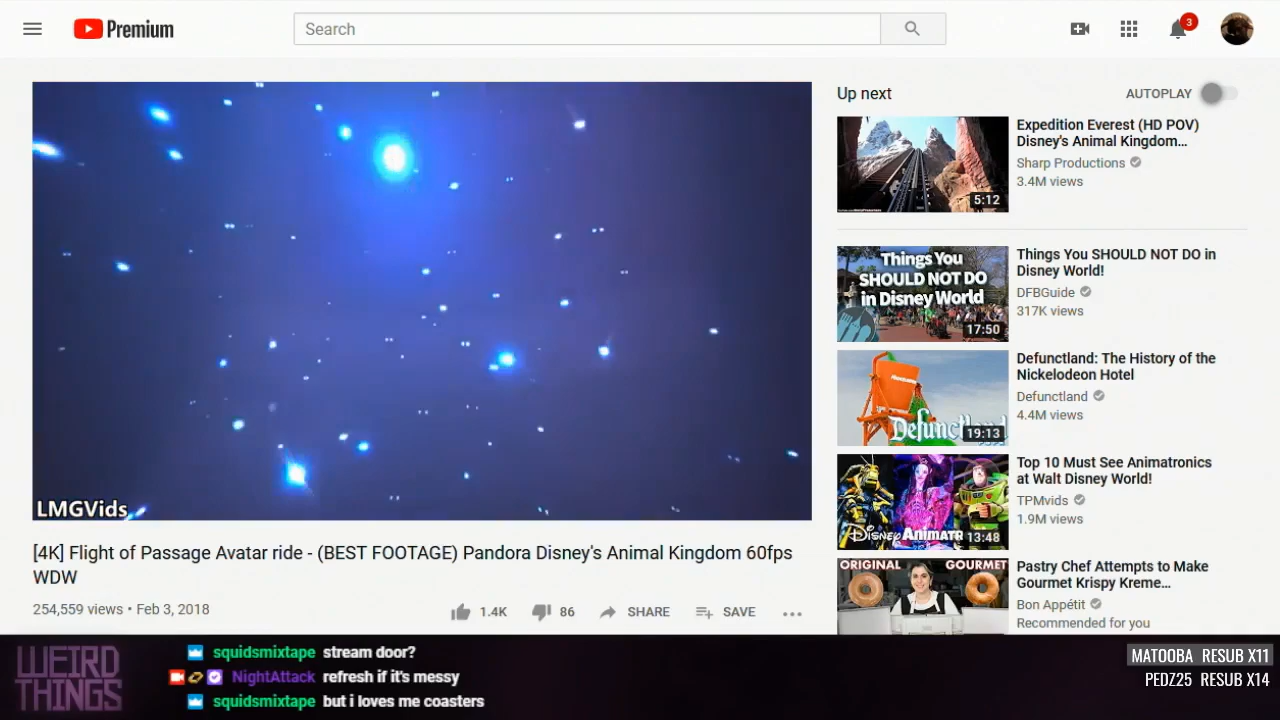 Premium
Search
3
LMGVids
[4K] Flight of Passage Avatar ride - (BEST FOOTAGE) Pandora Disney's Animal Kingdom 60fps
WDW
254,559 views • Feb 3, 2018
1.4K
86
SHARE
SAVE
Up next
AUTOPLAY
5:12
Expedition Everest (HD POV)
Disney's Animal Kingdom...
Sharp Productions
3.4M views
Things You
SHOULD NOT DO
in Disney World
17:50
Things You SHOULD NOT DO in
Disney World!
DFBGuide
317K views
19:13
Defunctland: The History of the
Nickelodeon Hotel
Defunctland
4.4M views
DISNEY
13:48
Top 10 Must See Animatronics
at Walt Disney World!
TPMvids
1.9M views
ORIGINAL GOURMET
Pastry Chef Attempts to Make
Gourmet Krispy Kreme...
Bon Appétit
Recommended for you
WEIRD
THINGS
squidsmixtape stream door?
NightAttack refresh if it's messy
squidsmixtape but i loves me coasters
MATOOBA RESUB X11
PEDZ25 RESUB X14